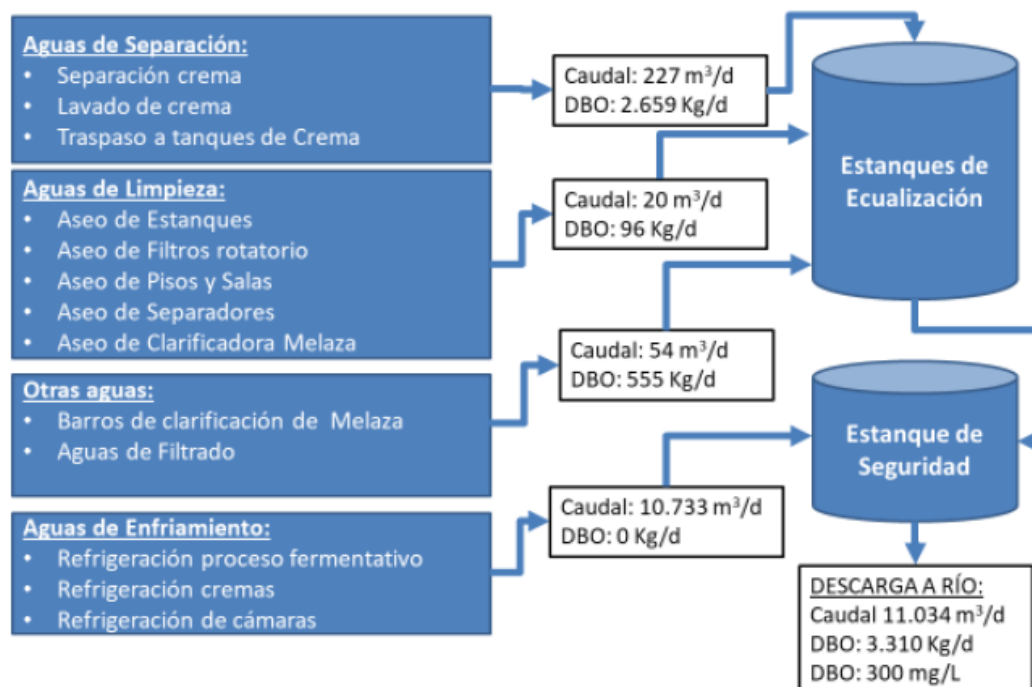 Aguas de Separación:
• Separación crema
• Lavado de crema
• Traspaso a tanques de Crema
Caudal: 227 m³/d
DBO: 2.659 Kg/d
Aguas de Limpieza:
• Aseo de Estanques
• Aseo de Filtros rotatorio
• Aseo de Pisos y Salas
• Aseo de Separadores
• Aseo de Clarificadora Melaza
Caudal: 20 m³/d
DBO: 96 Kg/d
Estanques de
Ecualización
Otras aguas:
• Barros de clarificación de Melaza
• Aguas de Filtrado
Caudal: 54 m³/d
DBO: 555 Kg/d
Aguas de Enfriamiento:
• Refrigeración proceso fermentativo
• Refrigeración cremas
• Refrigeración de cámaras
Caudal: 10.733 m³/d
DBO: 0 Kg/d
Estanque de
Seguridad
DESCARGA A RÍO:
Caudal 11.034 m³/d
DBO: 3.310 Kg/d
DBO: 300 mg/L